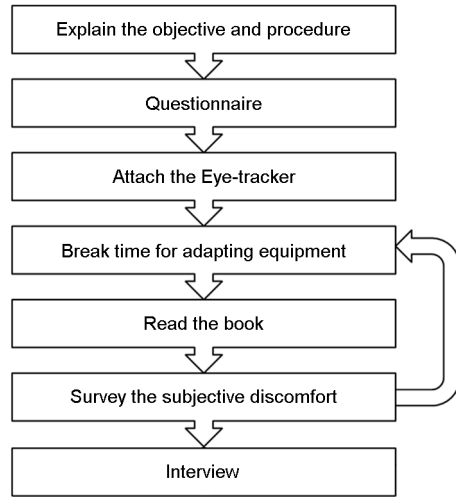 Explain the objective and procedure
Questionnaire
Attach the Eye-tracker
Break time for adapting equipment
Read the book
Survey the subjective discomfort
Interview